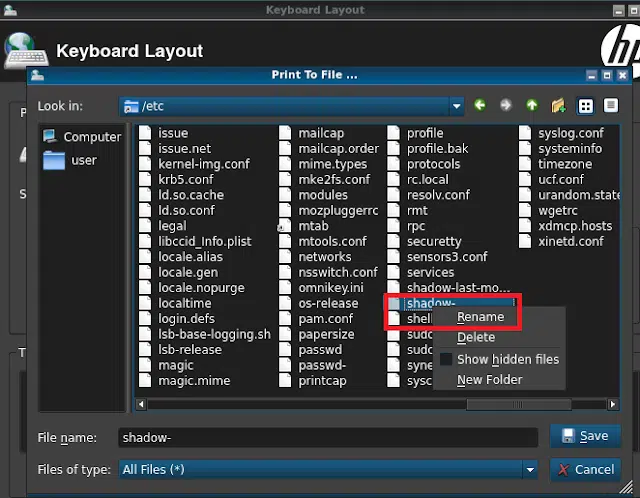 Keyboard Layout
Keyboard Layout
hp
Print To File ...
Look in:
/etc
Computer
user
issue
issue.net
kernel-img.conf
krb5.conf
ld.so.cache
ld.so.conf
legal
libccid_Info.plist
locale.alias
locale.gen
locale.nopurge
localtime
login.defs
lsb-base-logging.sh
lsb-release
magic
magic.mime
mailcap
mailcap.order
mime.types
mke2fs.conf
modules
mozpluggerrc
mtab
mtools.conf
networks
nsswitch.conf
omnikey.ini
os-release
pam.conf
papersize
passwd
passwd-
printcap
profile
profile.bak
protocols
rc.local
resolv.conf
rmt
rpc
securetty
sensors3.conf
services
shadow-last-mo...
shadow-
shel
sudo
sudo
syne
sysc
syslog.conf
systeminfo
timezone
ucf.conf
urandom.state
wgetrc
xdmcp.hosts
xinetd.conf
Rename
Delete
Show hidden files
New Folder
File name:
shadow-
Save
Files of type:
All Files (*)
Cancel